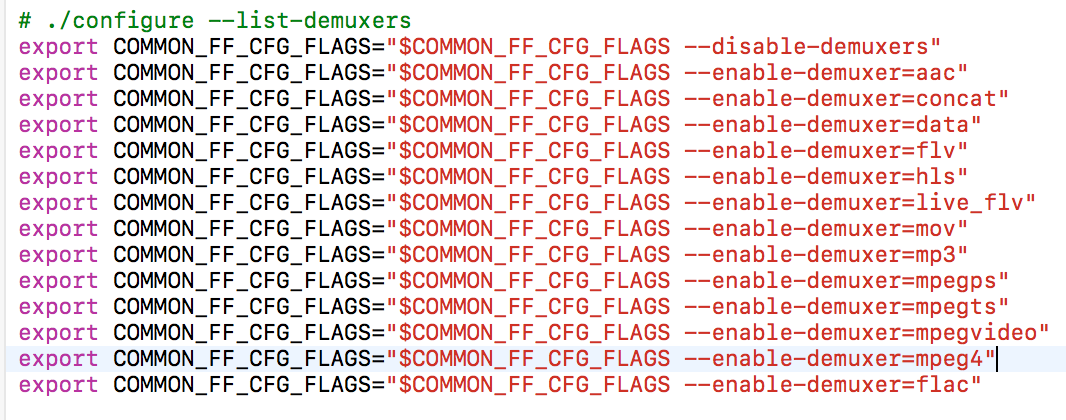 # ./configure --list-demuxers
export COMMON_FF_CFG_FLAGS="$COMMON_FF_CFG_FLAGS --disable-demuxers"
export COMMON_FF_CFG_FLAGS="$COMMON_FF_CFG_FLAGS --enable-demuxer=aac"
export COMMON_FF_CFG_FLAGS="$COMMON_FF_CFG_FLAGS --enable-demuxer=concat"
export COMMON_FF_CFG_FLAGS="$COMMON_FF_CFG_FLAGS --enable-demuxer=data"
export COMMON_FF_CFG_FLAGS="$COMMON_FF_CFG_FLAGS --enable-demuxer=flv"
export COMMON_FF_CFG_FLAGS="$COMMON_FF_CFG_FLAGS --enable-demuxer=hls"
export COMMON_FF_CFG_FLAGS="$COMMON_FF_CFG_FLAGS --enable-demuxer=live_flv"
export COMMON_FF_CFG_FLAGS="$COMMON_FF_CFG_FLAGS --enable-demuxer=mov"
export COMMON_FF_CFG_FLAGS="$COMMON_FF_CFG_FLAGS --enable-demuxer=mp3"
export COMMON_FF_CFG_FLAGS="$COMMON_FF_CFG_FLAGS --enable-demuxer=mpegps"
export COMMON_FF_CFG_FLAGS="$COMMON_FF_CFG_FLAGS --enable-demuxer=mpegts"
export COMMON_FF_CFG_FLAGS="$COMMON_FF_CFG_FLAGS --enable-demuxer=mpegvideo"
export COMMON_FF_CFG_FLAGS="$COMMON_FF_CFG_FLAGS --enable-demuxer=mpeg4"
export COMMON_FF_CFG_FLAGS="$COMMON_FF_CFG_FLAGS --enable-demuxer=flac"